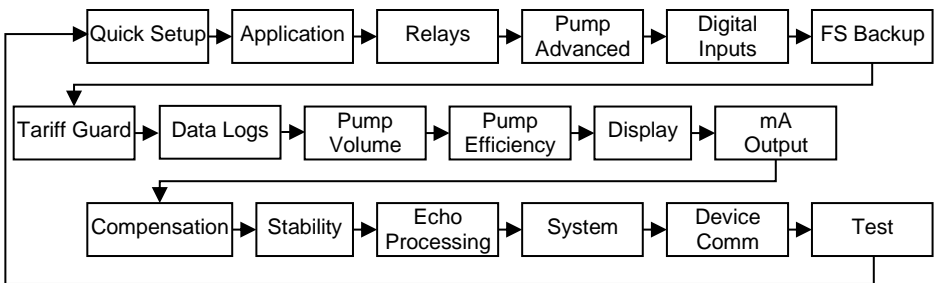 Quick Setup
Application
Relays
Pump
Advanced
Digital
Inputs
FS Backup
Tariff Guard
Data Logs
Pump
Volume
Pump
Efficiency
Display
mA
Output
Compensation
Stability
Echo
Processing
System
Device
Comm
Test